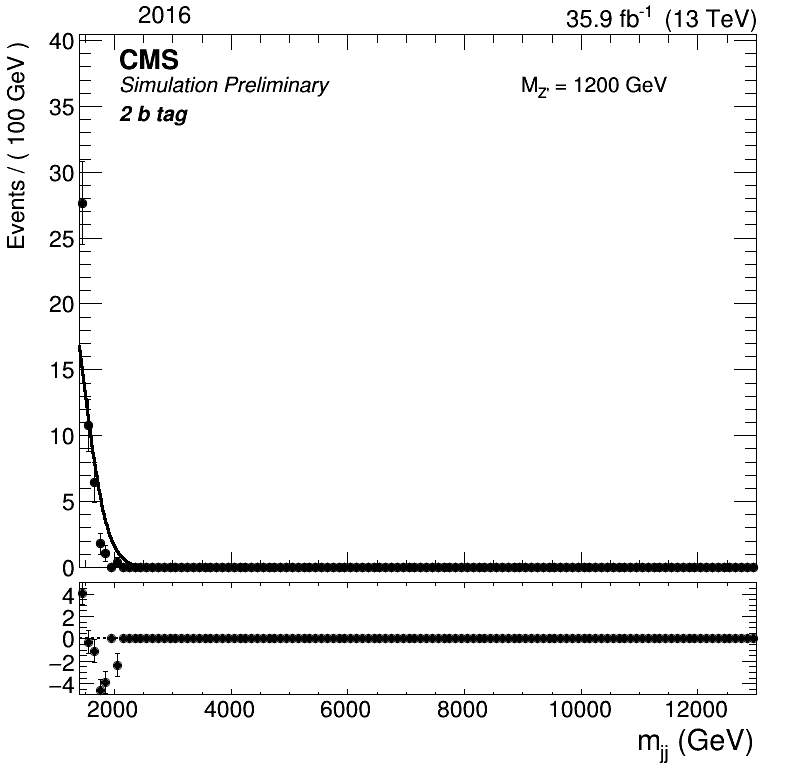 2016
35.9 fb⁻¹ (13 TeV)
CMS
Simulation Preliminary
2 b tag
M_Z' = 1200 GeV
Events / ( 100 GeV )
40
35
30
25
20
15
10
5
0
4
2
0
−2
−4
2000 4000 6000 8000 10000 12000
m_jj (GeV)